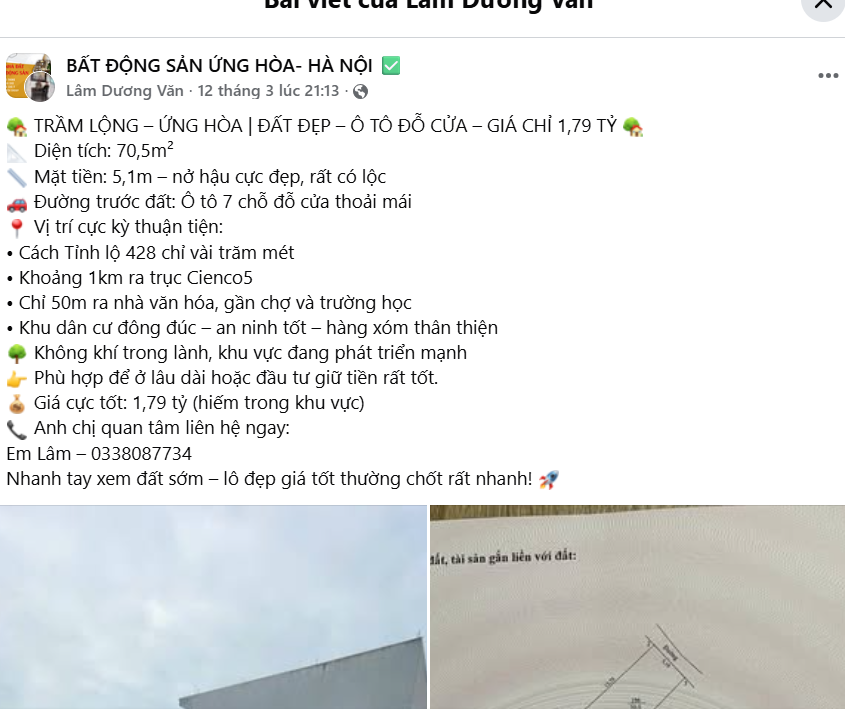 Bài viết của Lâm Dương Văn
BẤT ĐỘNG SẢN ỨNG HÒA- HÀ NỘI ✅
Lâm Dương Văn · 12 tháng 3 lúc 21:13 ·
🏡 TRẦM LỘNG – ỨNG HÒA | ĐẤT ĐẸP – Ô TÔ ĐỖ CỬA – GIÁ CHỈ 1,79 TỶ 🏡
📐 Diện tích: 70,5m²
📏 Mặt tiền: 5,1m – nở hậu cực đẹp, rất có lộc
🚗 Đường trước đất: Ô tô 7 chỗ đỗ cửa thoải mái
📍 Vị trí cực kỳ thuận tiện:
• Cách Tỉnh lộ 428 chỉ vài trăm mét
• Khoảng 1km ra trục Cienco5
• Chỉ 50m ra nhà văn hóa, gần chợ và trường học
• Khu dân cư đông đúc – an ninh tốt – hàng xóm thân thiện
🌳 Không khí trong lành, khu vực đang phát triển mạnh
👉 Phù hợp để ở lâu dài hoặc đầu tư giữ tiền rất tốt.
💰 Giá cực tốt: 1,79 tỷ (hiếm trong khu vực)
📞 Anh chị quan tâm liên hệ ngay:
Em Lâm – 0338087734
Nhanh tay xem đất sớm – lô đẹp giá tốt thường chốt rất nhanh! 🚀
đất, tài sản gắn liền với đất:
Đường